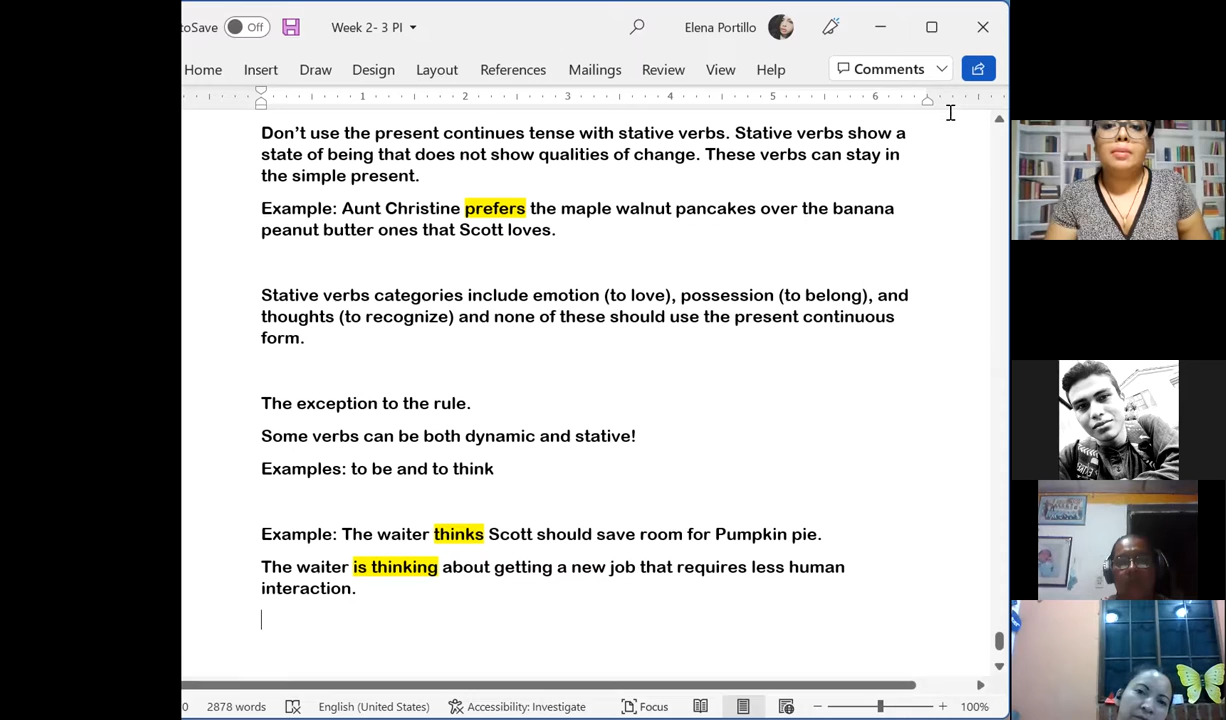 toSave Off Week 2- 3 PI Elena Portillo
Home Insert Draw Design Layout References Mailings Review View Help Comments
1 2 3 4 5 6
Don’t use the present continues tense with stative verbs. Stative verbs show a
state of being that does not show qualities of change. These verbs can stay in
the simple present.
Example: Aunt Christine prefers the maple walnut pancakes over the banana
peanut butter ones that Scott loves.
Stative verbs categories include emotion (to love), possession (to belong), and
thoughts (to recognize) and none of these should use the present continuous
form.
The exception to the rule.
Some verbs can be both dynamic and stative!
Examples: to be and to think
Example: The waiter thinks Scott should save room for Pumpkin pie.
The waiter is thinking about getting a new job that requires less human
interaction.
0 2878 words English (United States) Accessibility: Investigate Focus 100%